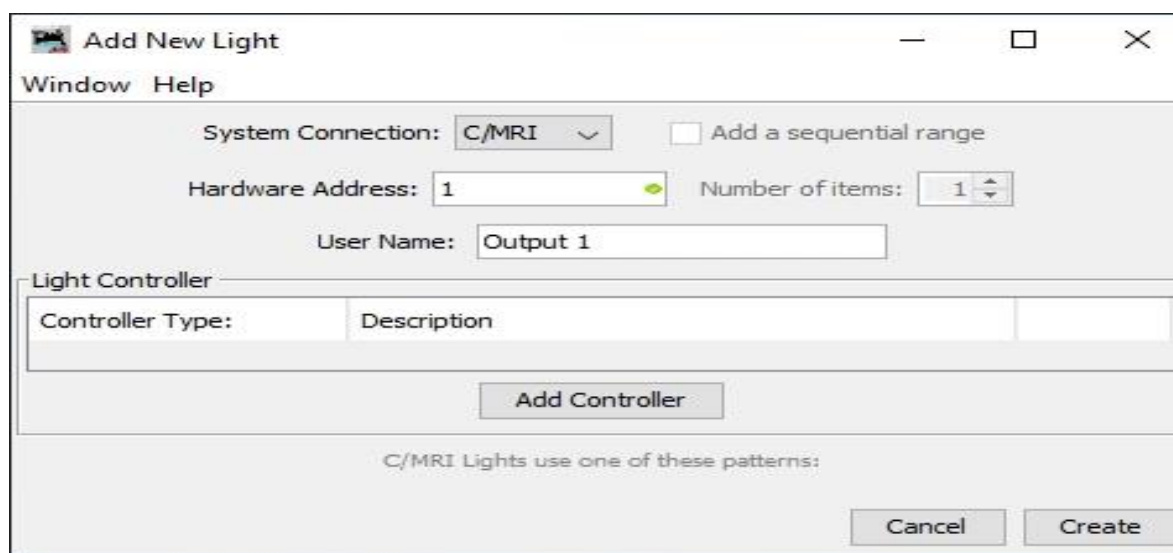 Add New Light
Window Help
System Connection: C/MRI Add a sequential range
Hardware Address: 1 Number of items: 1
User Name: Output 1
Light Controller
Controller Type: Description
Add Controller
C/MRI Lights use one of these patterns:
Cancel Create